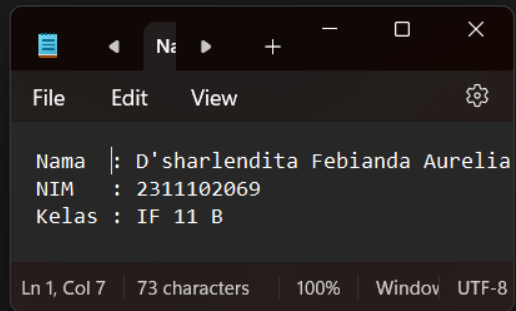 Na
File Edit View
Nama : D'sharlendita Febianda Aurelia
NIM : 2311102069
Kelas : IF 11 B
Ln 1, Col 7 73 characters 100% Window UTF-8